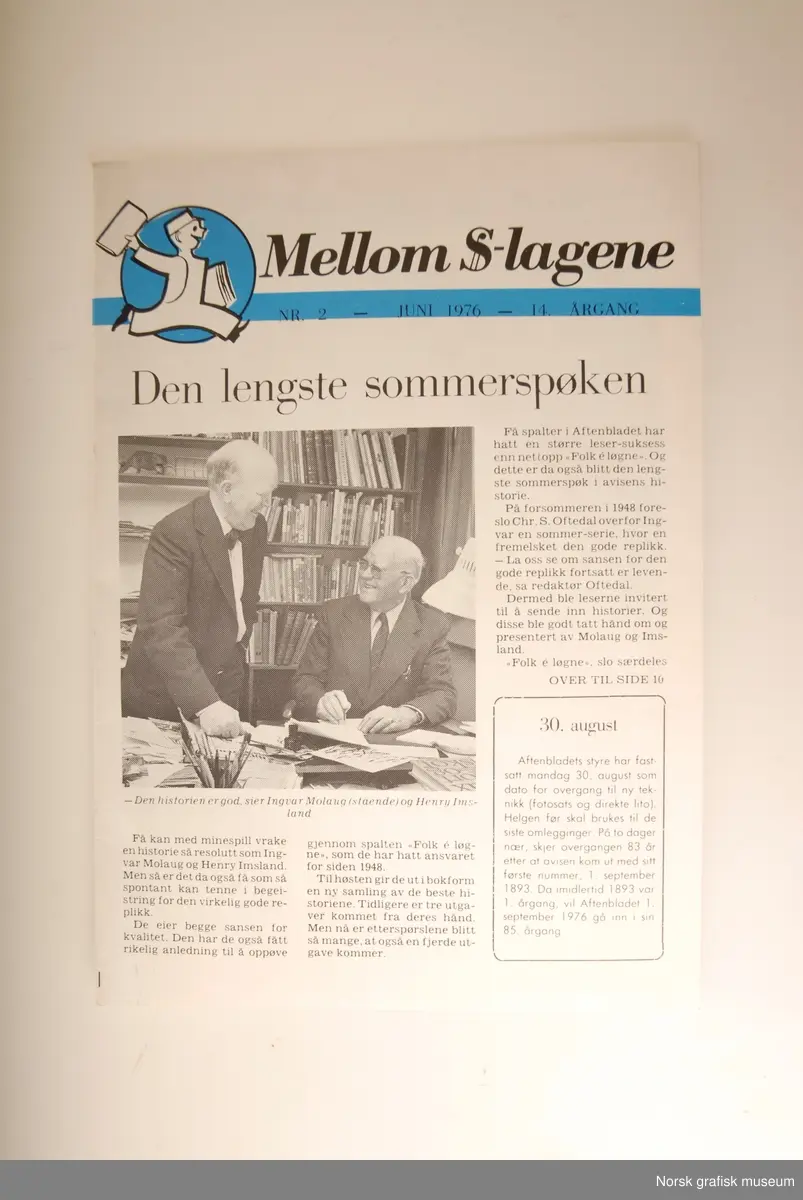 Mellom S-lagene
NR. 2 — JUNI 1976 — 14. ÅRGANG
Den lengste sommerspøken
— Den historien er god, sier Ingvar Molaug (stående) og Henry Ims-
land
Få kan med minespill vrake
en historie så resolutt som Ing-
var Molaug og Henry Imsland.
Men så er det da også få som så
spontant kan tenne i begei-
string for den virkelig gode re-
plikk.
De eier begge sansen for
kvalitet. Den har de også fått
rikelig anledning til å oppøve
gjennom spalten «Folk é løg-
ne», som de har hatt ansvaret
for siden 1948.
Til høsten gir de ut i bokform
en ny samling av de beste hi-
storiene. Tidligere er tre utga-
ver kommet fra deres hånd.
Men nå er etterspørslene blitt
så mange, at også en fjerde ut-
gave kommer.
Få spalter i Aftenbladet har
hatt en større leser-suksess
enn nettopp «Folk é løgne». Og
dette er da også blitt den leng-
ste sommerspøk i avisens hi-
storie.
På forsommeren i 1948 fore-
slo Chr. S. Oftedal overfor Ing-
var en sommer-serie, hvor en
fremelsket den gode replikk.
— La oss se om sansen for den
gode replikk fortsatt er leven-
de, sa redaktør Oftedal.
Dermed ble leserne invitert
til å sende inn historier. Og
disse ble godt tatt hånd om og
presentert av Molaug og Ims-
land.
«Folk é løgne», slo særdeles
OVER TIL SIDE 10
30. august
Aftenbladets styre har fast-
satt mandag 30. august som
dato for overgang til ny tek-
nikk (fotosats og direkte lito).
Helgen før skal brukes til de
siste omlegginger. På to dager
nær, skjer overgangen 83 år
etter at avisen kom ut med sitt
første nummer, 1. september
1893. Da imidlertid 1893 var
1. årgang, vil Aftenbladet 1.
september 1976 gå inn i sin
85. årgang.
Norsk grafisk museum